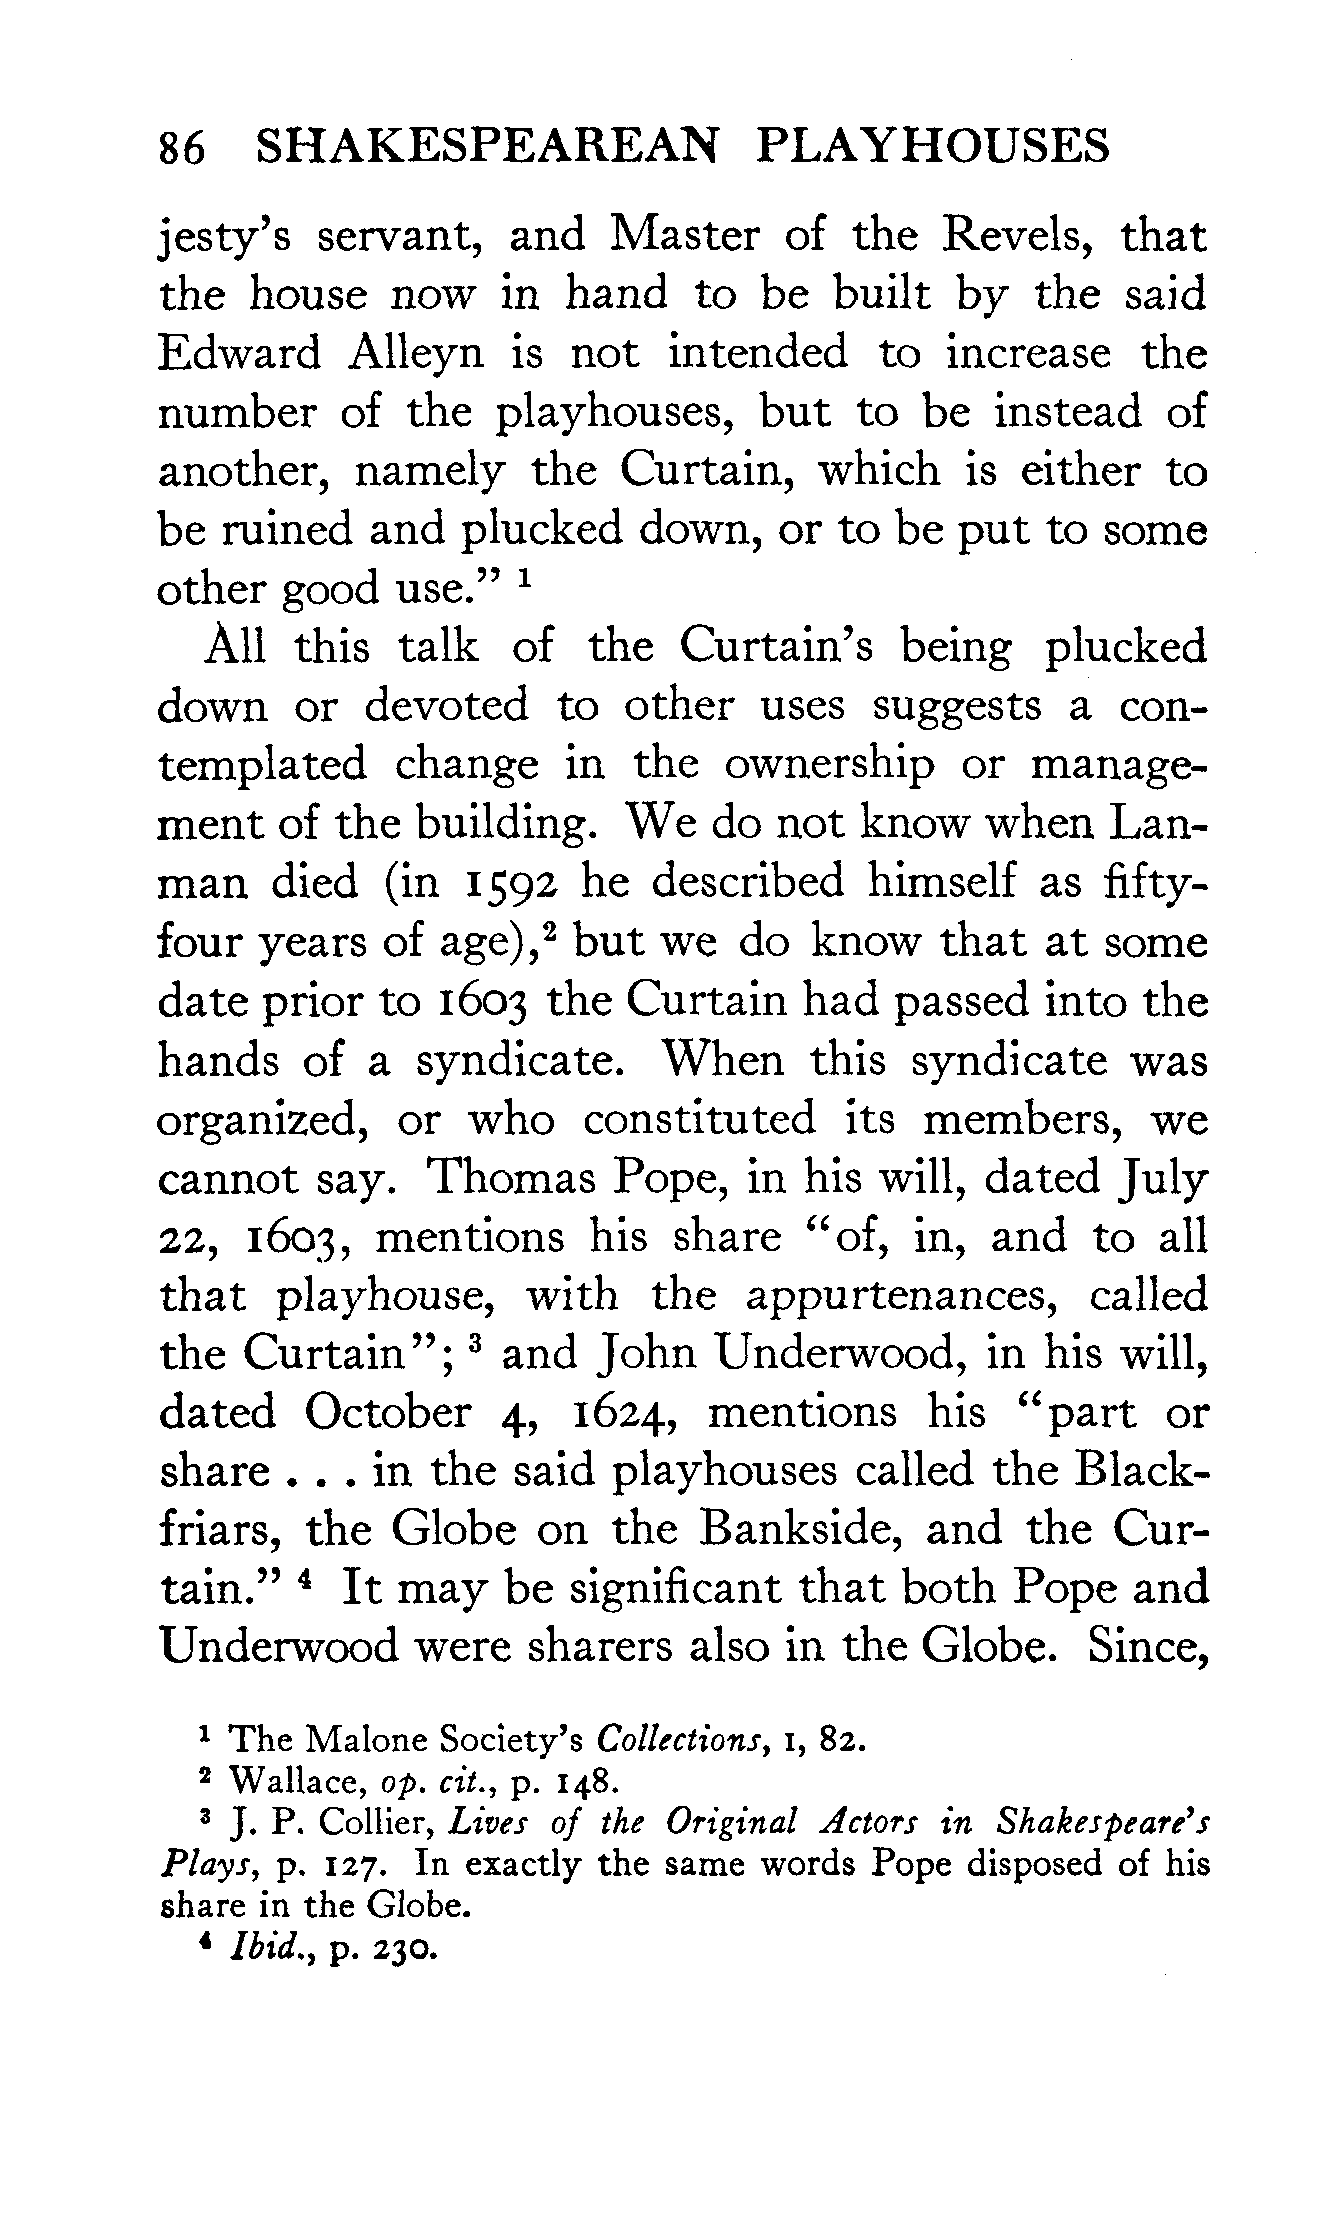 86 SHAKESPEAREAN PLAYHOUSES
jesty's servant, and Master of the Revels, that
the house now in hand to be built by the said
Edward Alleyn is not intended to increase the
number of the playhouses, but to be instead of
another, namely the Curtain, which is either to
be ruined and plucked down, or to be put to some
other good use." ¹
All this talk of the Curtain's being plucked
down or devoted to other uses suggests a con-
templated change in the ownership or manage-
ment of the building. We do not know when Lan-
man died (in 1592 he described himself as fifty-
four years of age),² but we do know that at some
date prior to 1603 the Curtain had passed into the
hands of a syndicate. When this syndicate was
organized, or who constituted its members, we
cannot say. Thomas Pope, in his will, dated July
22, 1603, mentions his share "of, in, and to all
that playhouse, with the appurtenances, called
the Curtain"; ³ and John Underwood, in his will,
dated October 4, 1624, mentions his "part or
share . . . in the said playhouses called the Black-
friars, the Globe on the Bankside, and the Cur-
tain." ⁴ It may be significant that both Pope and
Underwood were sharers also in the Globe. Since,
¹ The Malone Society's Collections, I, 82.
² Wallace, op. cit., p. 148.
³ J. P. Collier, Lives of the Original Actors in Shakespeare's
Plays, p. 127. In exactly the same words Pope disposed of his
share in the Globe.
⁴ Ibid., p. 230.